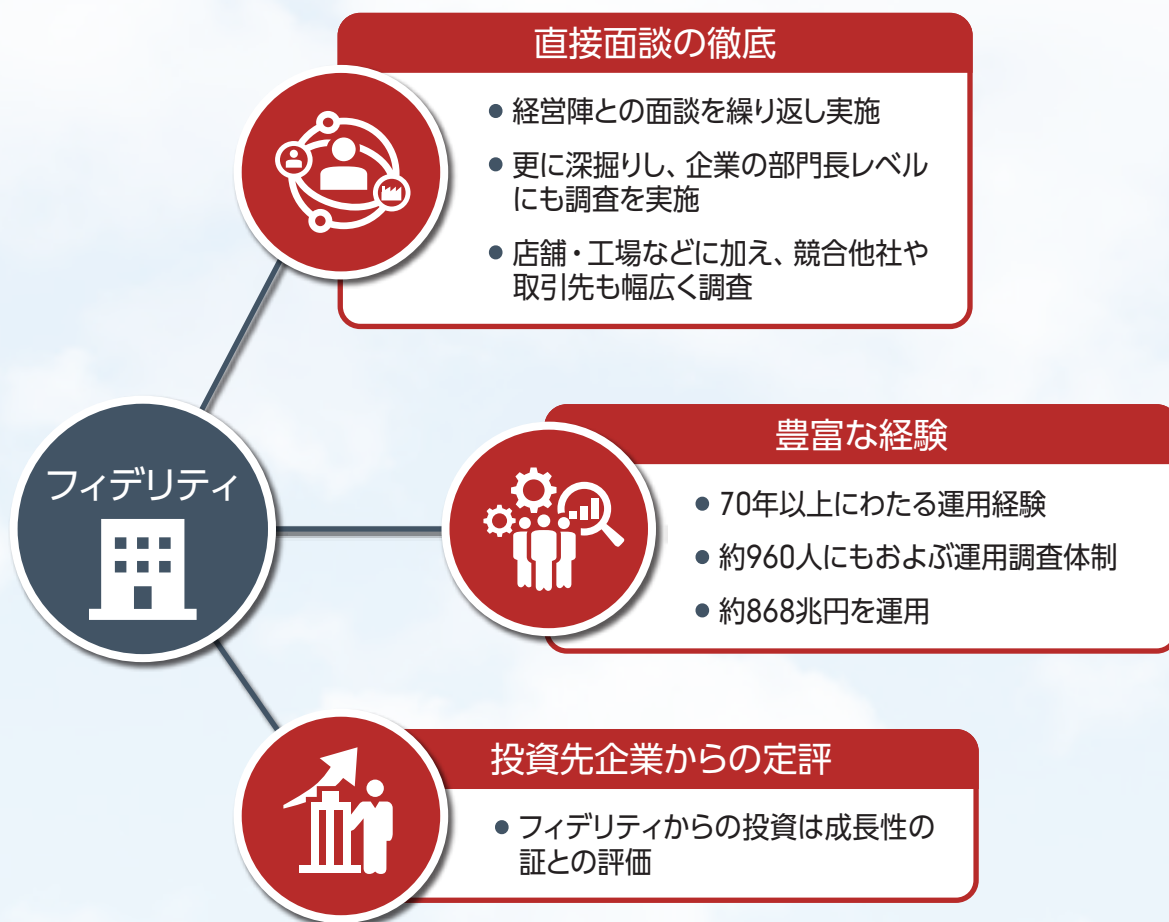 直接面談の徹底
● 経営陣との面談を繰り返し実施
● 更に深掘りし、企業の部門長レベル
にも調査を実施
● 店舗・工場などに加え、競合他社や
取引先も幅広く調査
フィデリティ
豊富な経験
● 70年以上にわたる運用経験
● 約960人にもおよぶ運用調査体制
● 約868兆円を運用
投資先企業からの定評
● フィデリティからの投資は成長性の
証との評価